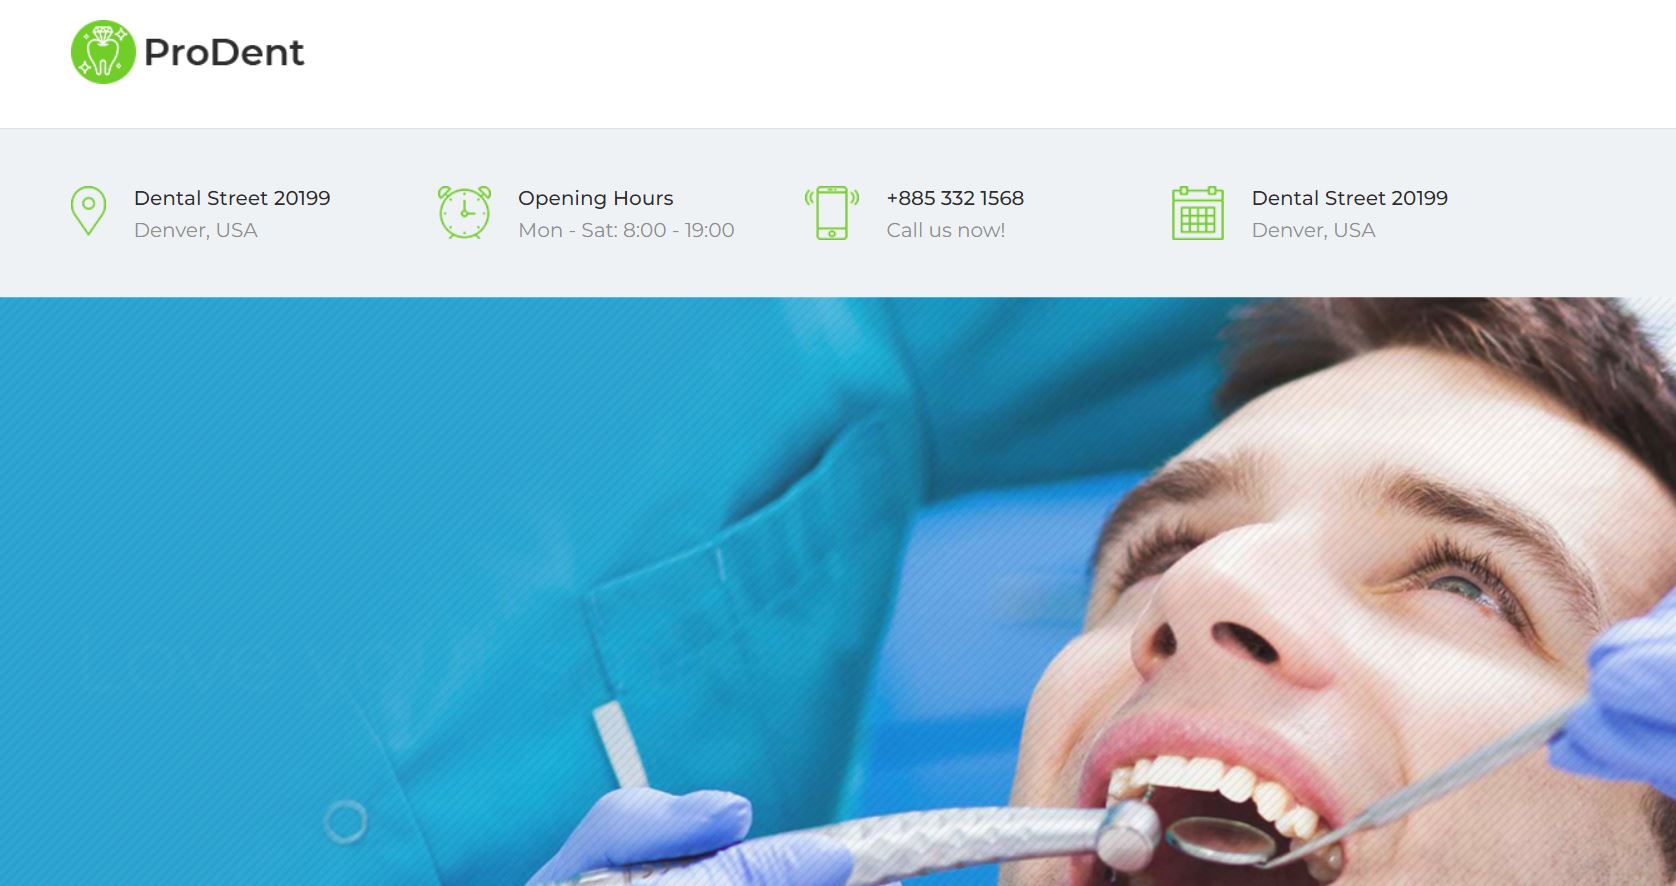 ProDent
Dental Street 20199
Denver, USA
Opening Hours
Mon - Sat: 8:00 - 19:00
+885 332 1568
Call us now!
Dental Street 20199
Denver, USA
Love